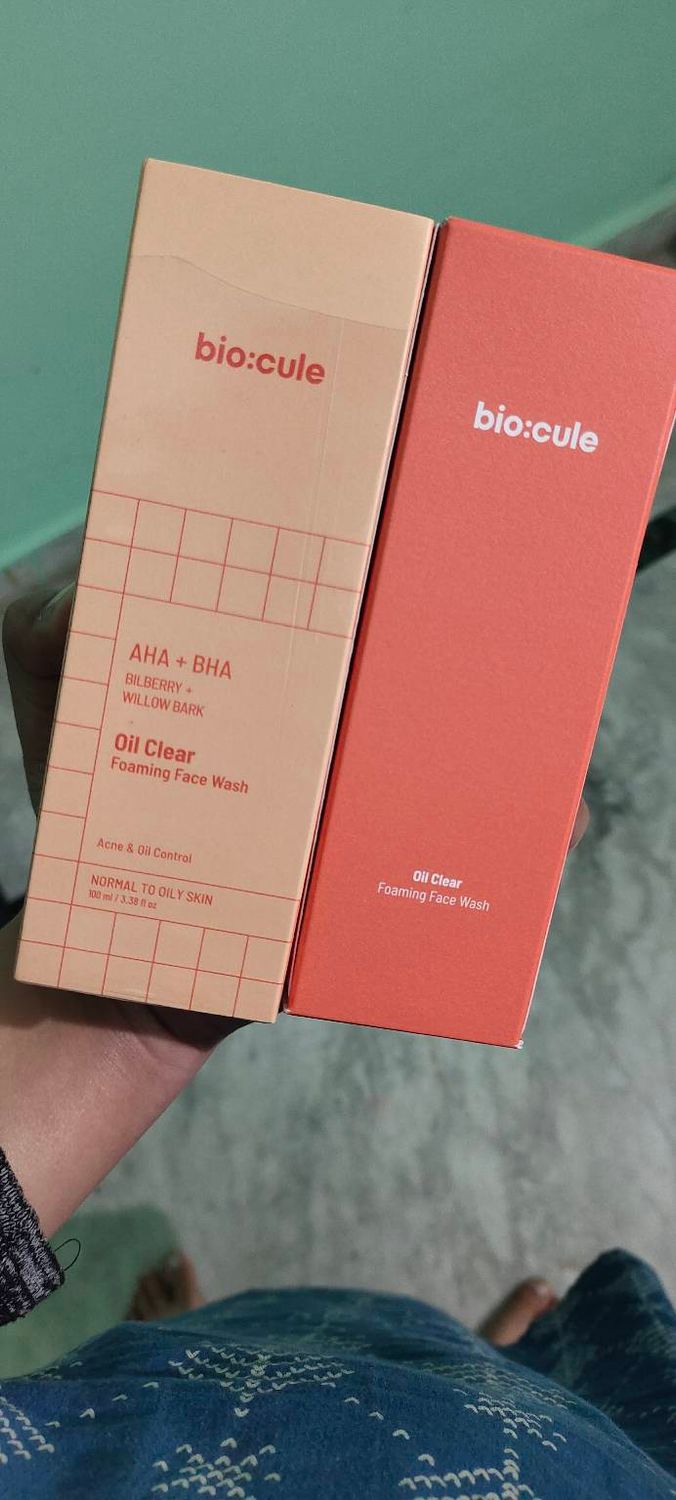 bio:cule
AHA + BHA
BILBERRY +
WILLOW BARK
Oil Clear
Foaming Face Wash
Acne & Oil Control
NORMAL TO OILY SKIN
100 ml / 3.38 fl oz
bio:cule
Oil Clear
Foaming Face Wash